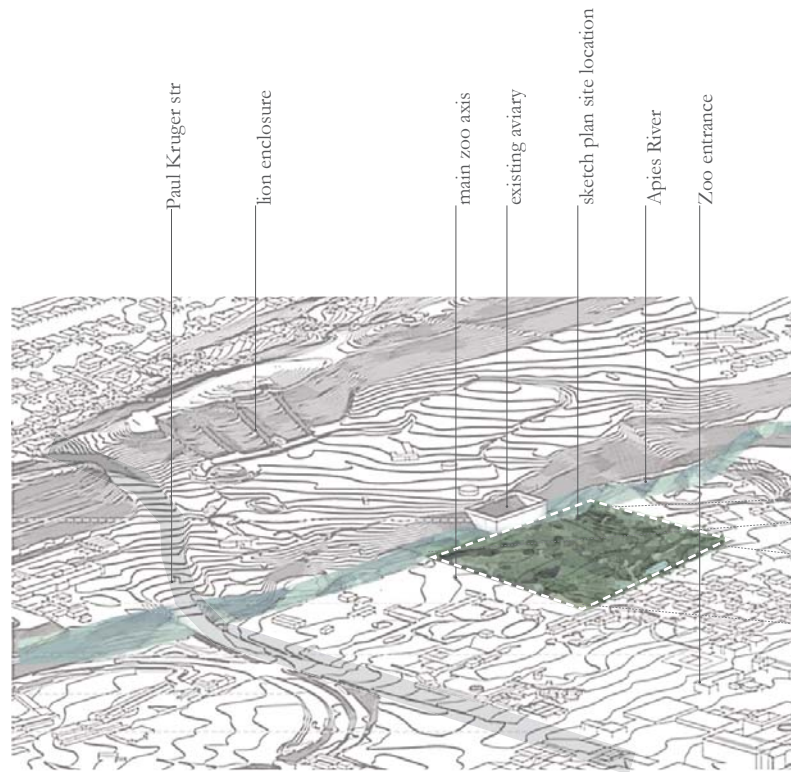 Paul Kruger str
lion enclosure
main zoo axis
existing aviary
sketch plan site location
Apies River
Zoo entrance